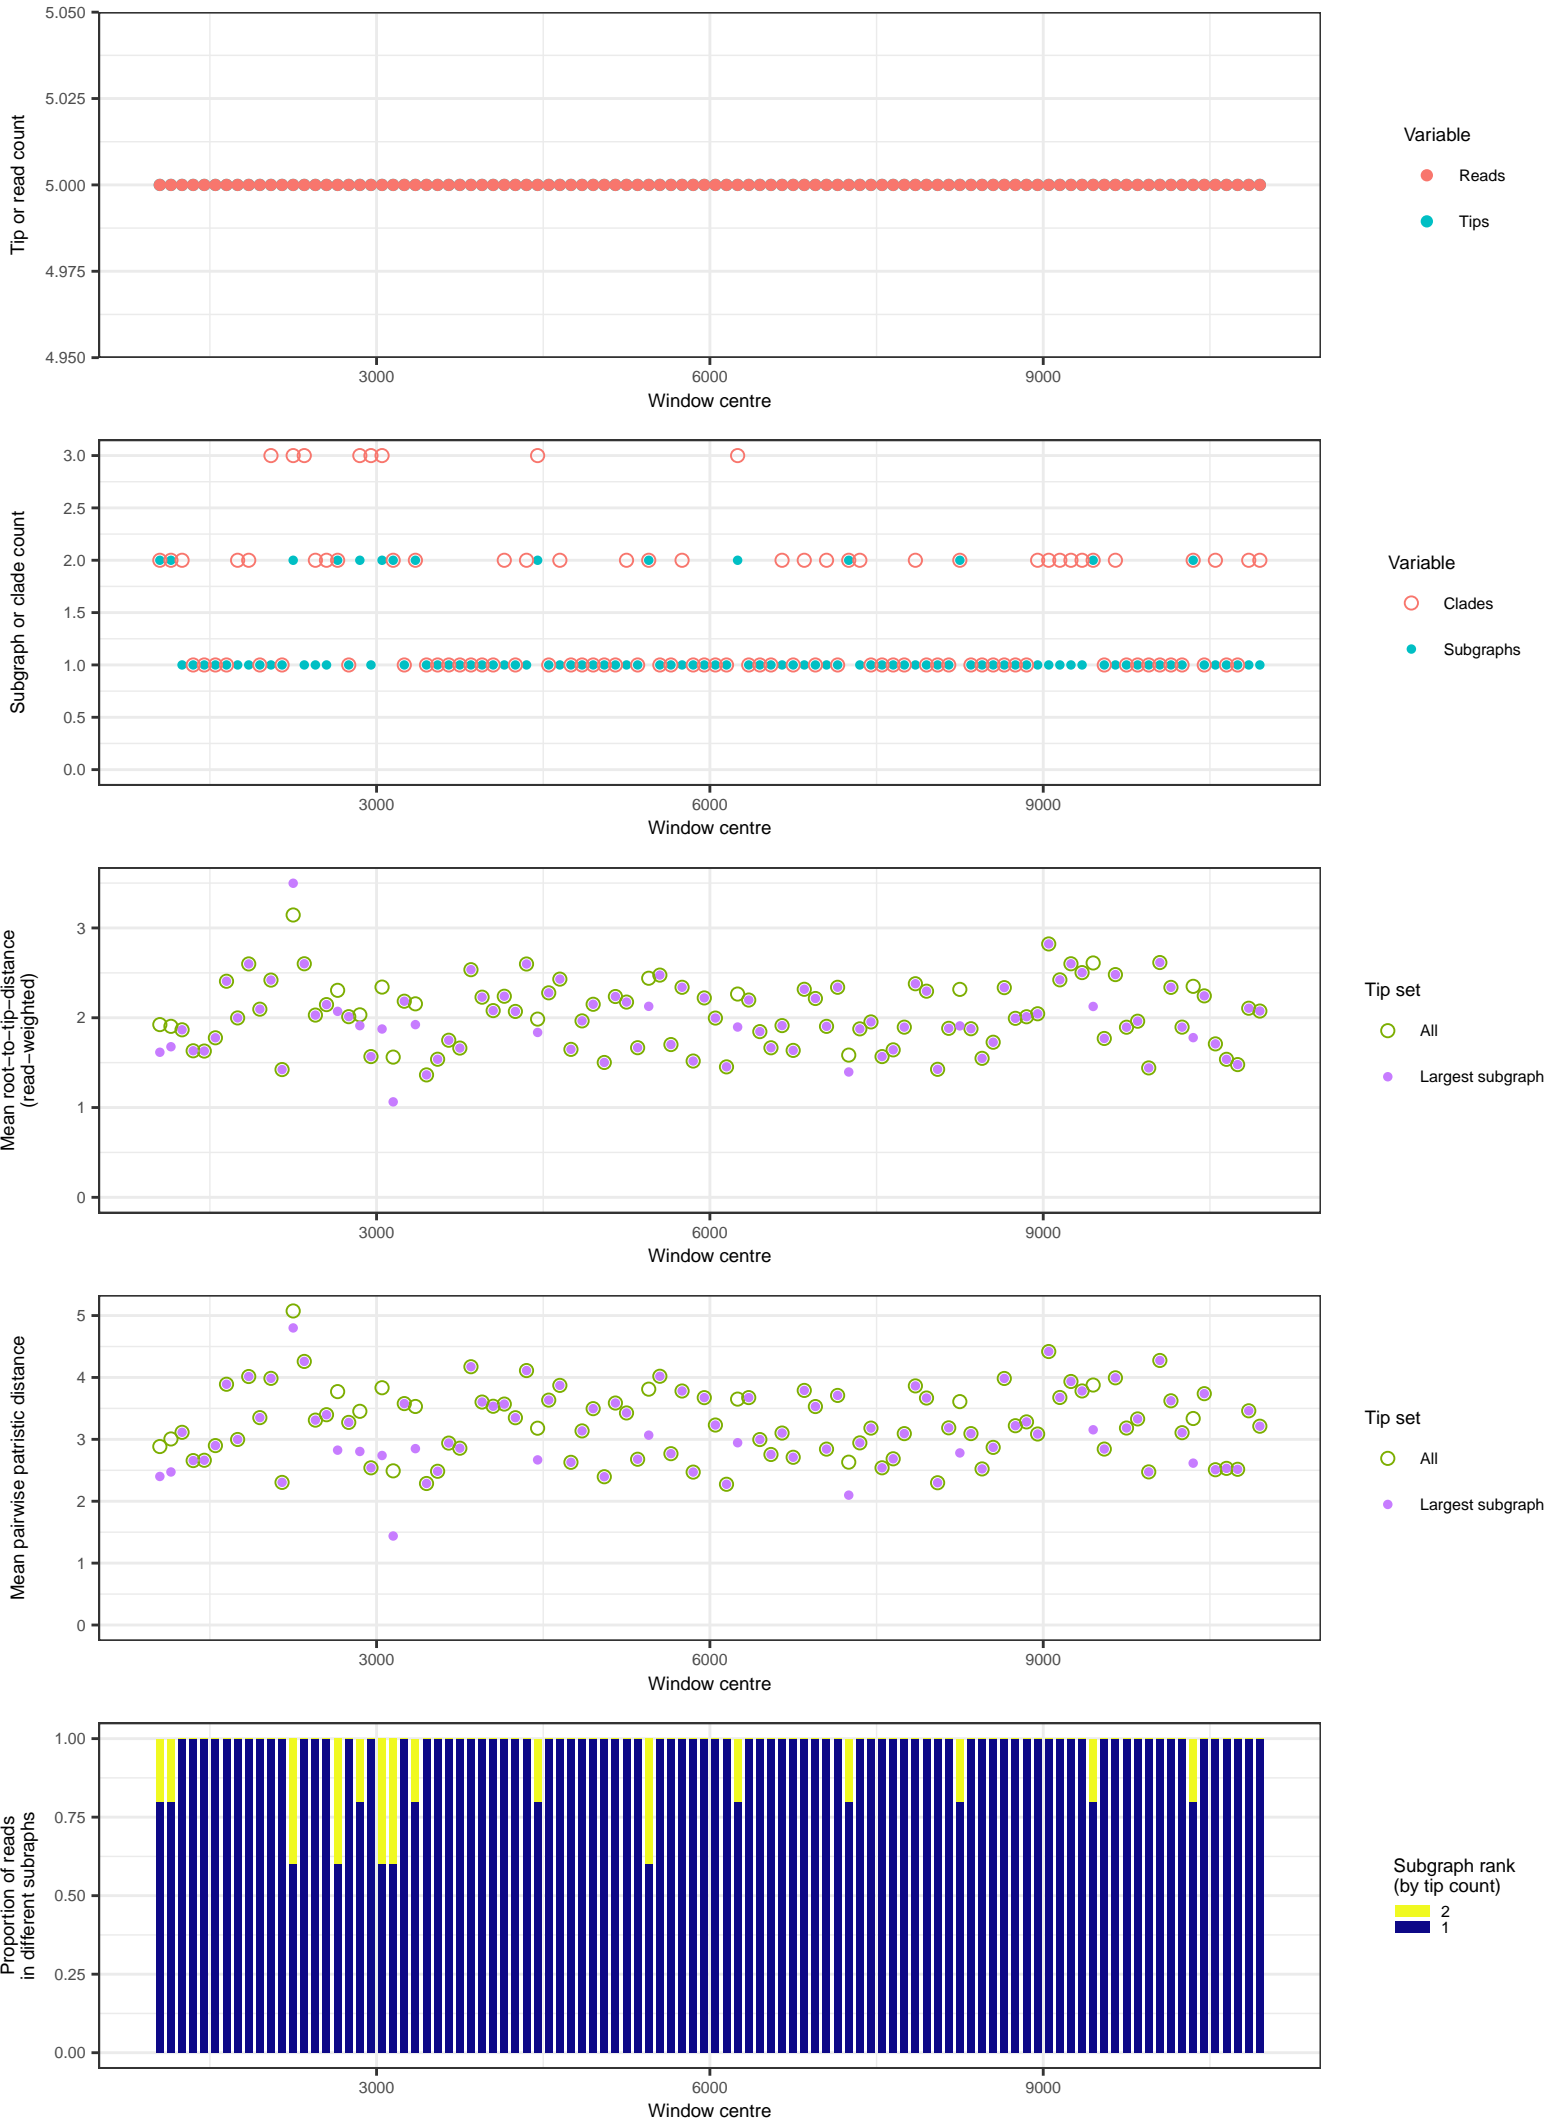 5.050
5.025
5.000
4.975
4.950
Tip or read count
3000
6000
9000
Window centre
Variable
Reads
Tips
3.0
2.5
2.0
1.5
1.0
0.5
0.0
Subgraph or clade count
3000
6000
9000
Window centre
Variable
Clades
Subgraphs
3
2
1
0
Mean root−to−tip−distance
(read−weighted)
3000
6000
9000
Window centre
Tip set
All
Largest subgraph
5
4
3
2
1
0
Mean pairwise patristic distance
3000
6000
9000
Window centre
Tip set
All
Largest subgraph
1.00
0.75
0.50
0.25
0.00
Proportion of reads
in different subraphs
3000
6000
9000
Window centre
Subgraph rank
(by tip count)
2
1